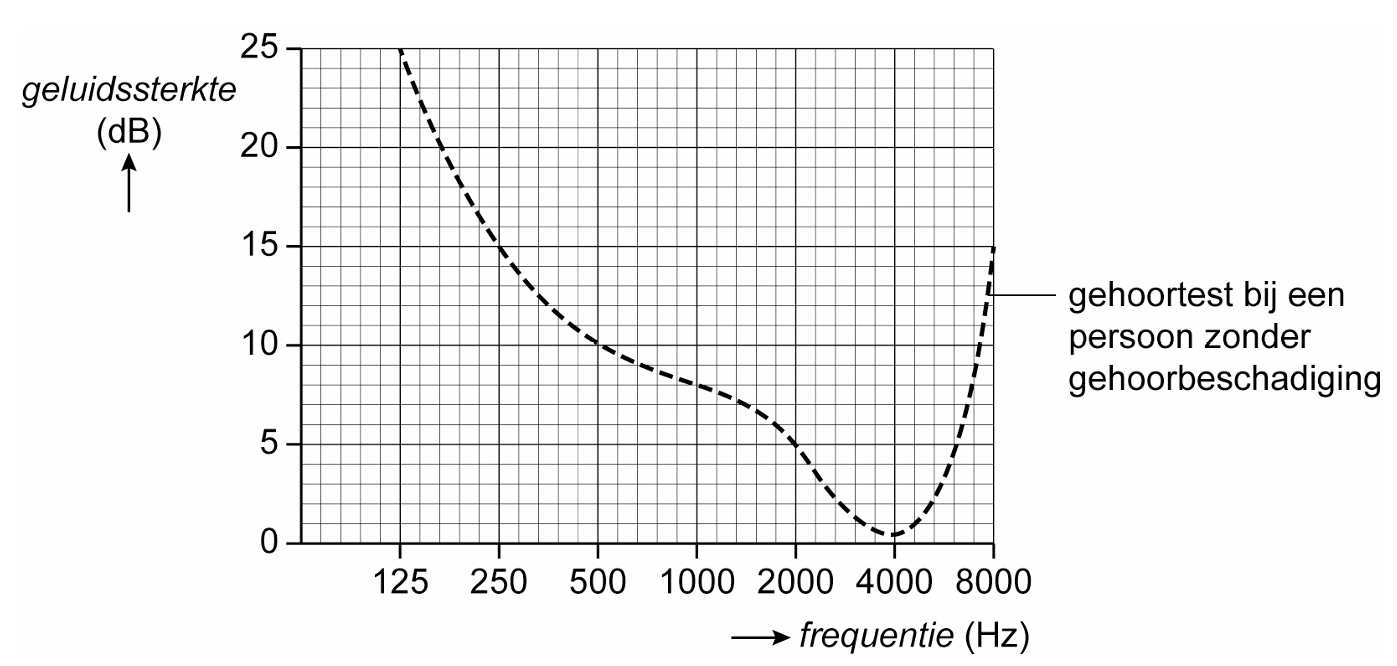 geluidssterkte
(dB)
25
20
15
10
5
0
125 250 500 1000 2000 4000 8000
frequentie (Hz)
gehoortest bij een
persoon zonder
gehoorbeschadiging